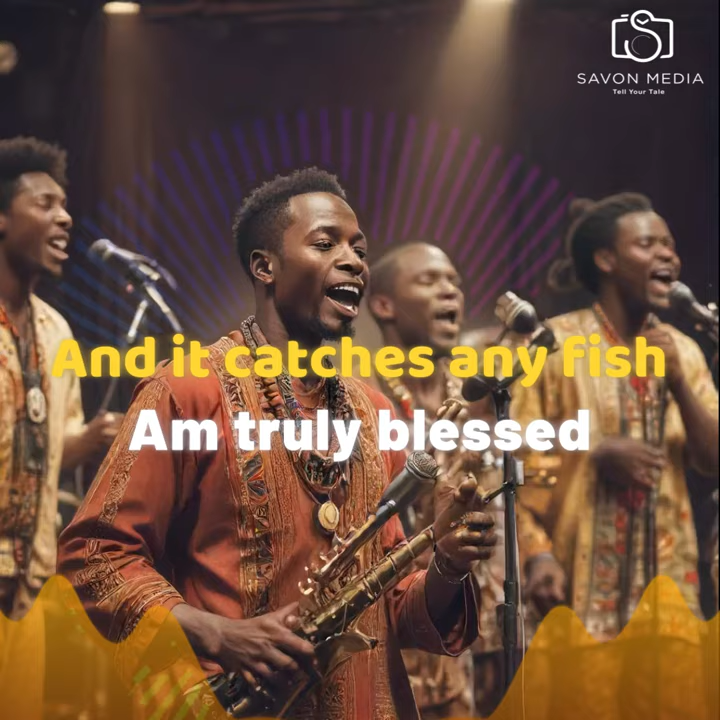 SAVON MEDIA
Tell Your Tale
And it catches any fish
Am truly blessed